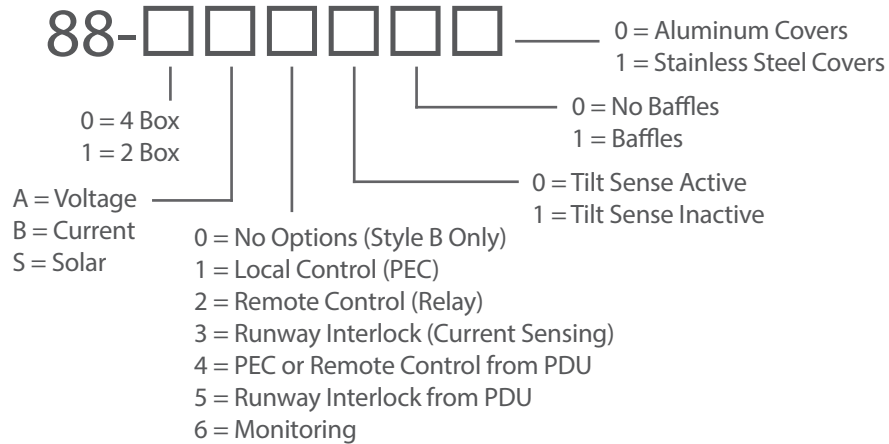 88-
0 = Aluminum Covers
1 = Stainless Steel Covers
0 = No Baffles
1 = Baffles
0 = Tilt Sense Active
1 = Tilt Sense Inactive
0 = 4 Box
1 = 2 Box
A = Voltage
B = Current
S = Solar
0 = No Options (Style B Only)
1 = Local Control (PEC)
2 = Remote Control (Relay)
3 = Runway Interlock (Current Sensing)
4 = PEC or Remote Control from PDU
5 = Runway Interlock from PDU
6 = Monitoring